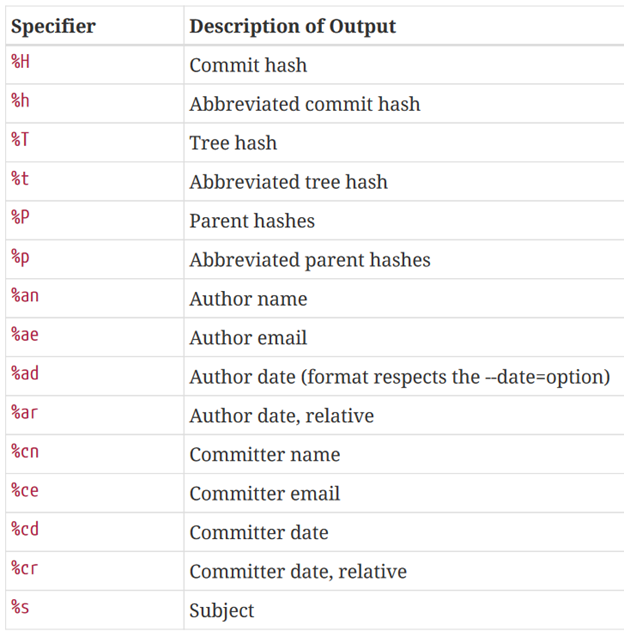 Specifier Description of Output
%H Commit hash
%h Abbreviated commit hash
%T Tree hash
%t Abbreviated tree hash
%P Parent hashes
%p Abbreviated parent hashes
%an Author name
%ae Author email
%ad Author date (format respects the --date=option)
%ar Author date, relative
%cn Committer name
%ce Committer email
%cd Committer date
%cr Committer date, relative
%s Subject